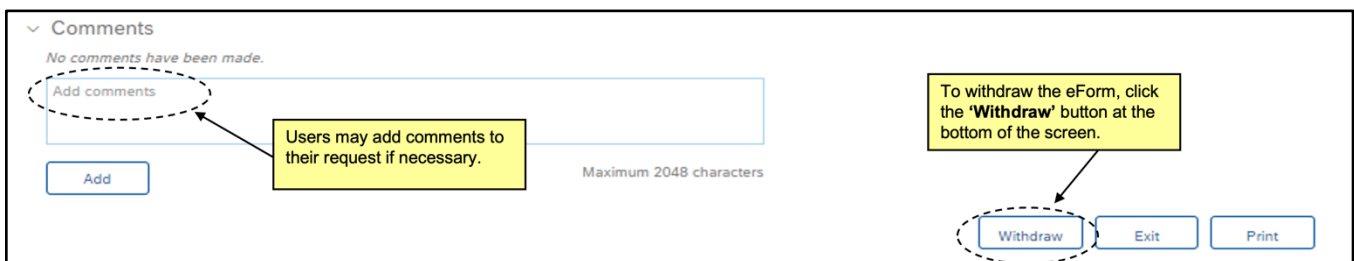 Comments
No comments have been made.
Add comments
Users may add comments to
their request if necessary.
Add
Maximum 2048 characters
To withdraw the eForm, click
the ‘Withdraw’ button at the
bottom of the screen.
Withdraw
Exit
Print